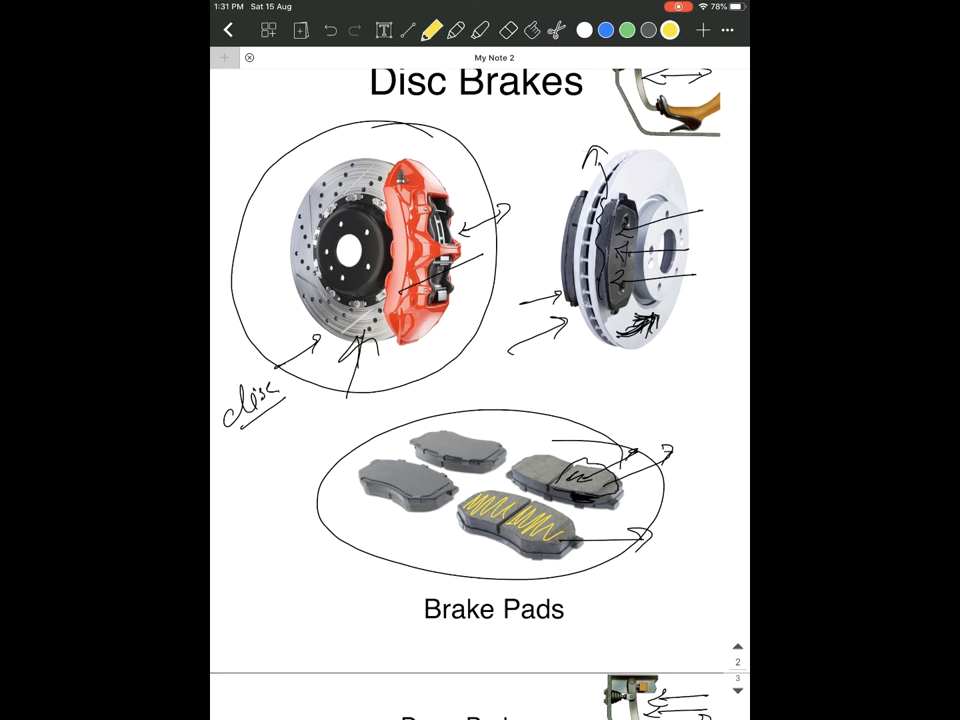 1:31 PM Sat 15 Aug
78%
My Note 2
Disc Brakes
disc
Brake Pads
2
3